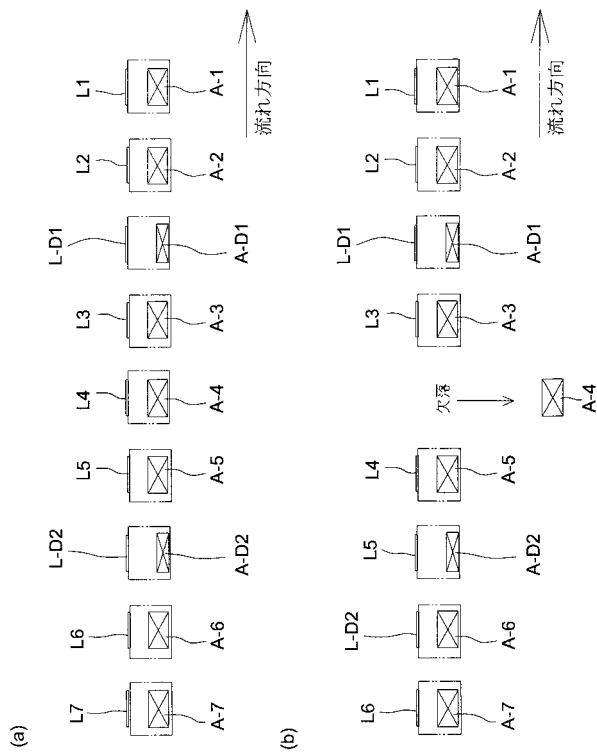 (a)
L7 L6 L-D2 L5 L4 L3 L-D1 L2 L1
A-7 A-6 A-D2 A-5 A-4 A-3 A-D1 A-2 A-1
流れ方向
(b)
L6 L-D2 L5 L4 欠落 L3 L-D1 L2 L1
A-7 A-6 A-D2 A-5 A-4 A-3 A-D1 A-2 A-1
流れ方向